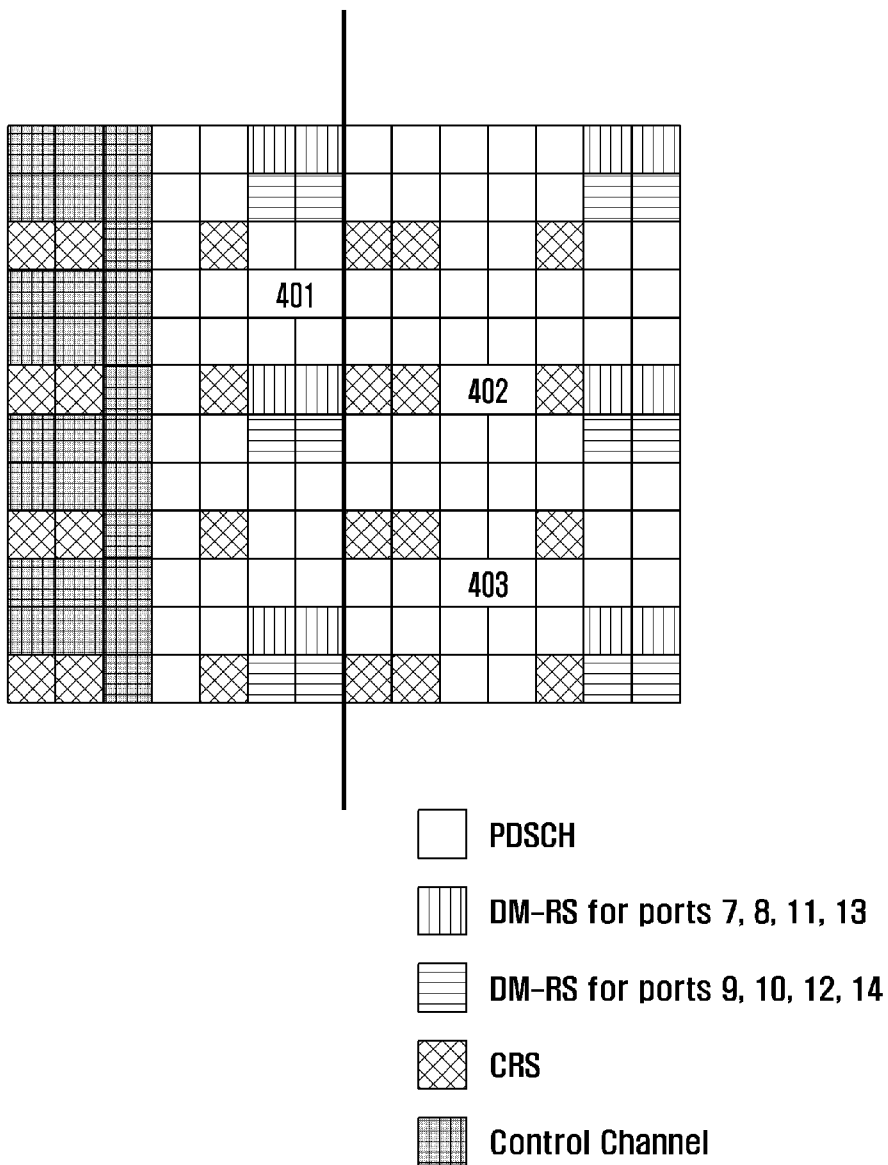 401
402
403
PDSCH
DM-RS for ports 7, 8, 11, 13
DM-RS for ports 9, 10, 12, 14
CRS
Control Channel